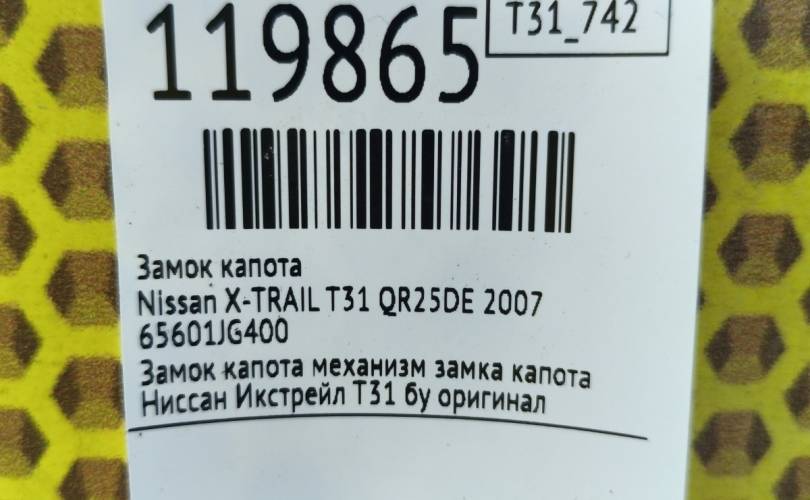 119865
T31_742
Замок капота
Nissan X-TRAIL T31 QR25DE 2007
65601JG400
Замок капота механизм замка капота
Ниссан Икстрейл Т31 бу оригинал